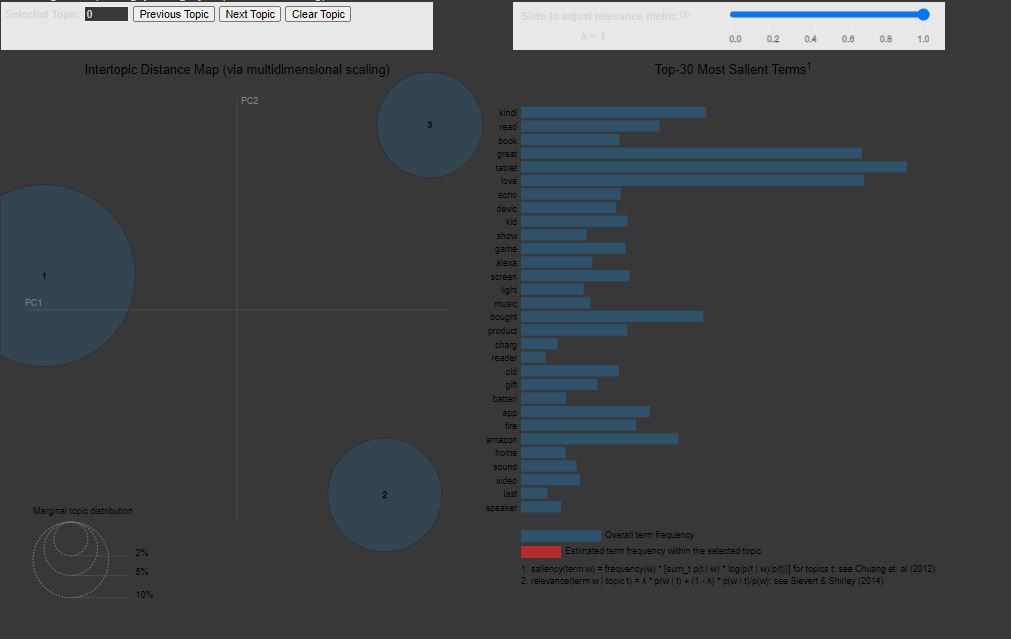 Selected Topic: 0 Previous Topic Next Topic Clear Topic
Slide to adjust relevance metric:(2)
λ = 1
0.0 0.2 0.4 0.6 0.8 1.0
Intertopic Distance Map (via multidimensional scaling)
PC2
PC1
1
2
3
Marginal topic distribution
2%
5%
10%
Top-30 Most Salient Terms1
kindl
read
book
great
tablet
love
echo
devic
kid
show
game
alexa
screen
light
music
bought
product
charg
reader
old
gift
batteri
app
fire
amazon
home
sound
video
last
speaker
Overall term frequency
Estimated term frequency within the selected topic
1. saliency(term w) = frequency(w) * [sum_t p(t | w) * log(p(t | w)/p(t))] for topics t; see Chuang et. al (2012)
2. relevance(term w | topic t) = λ * p(w | t) + (1 - λ) * p(w | t)/p(w); see Sievert & Shirley (2014)